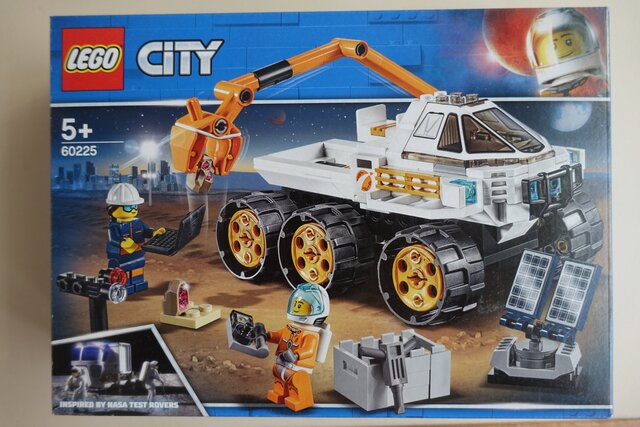 LEGO
CITY
5+
60225
INSPIRED BY NASA TEST ROVERS